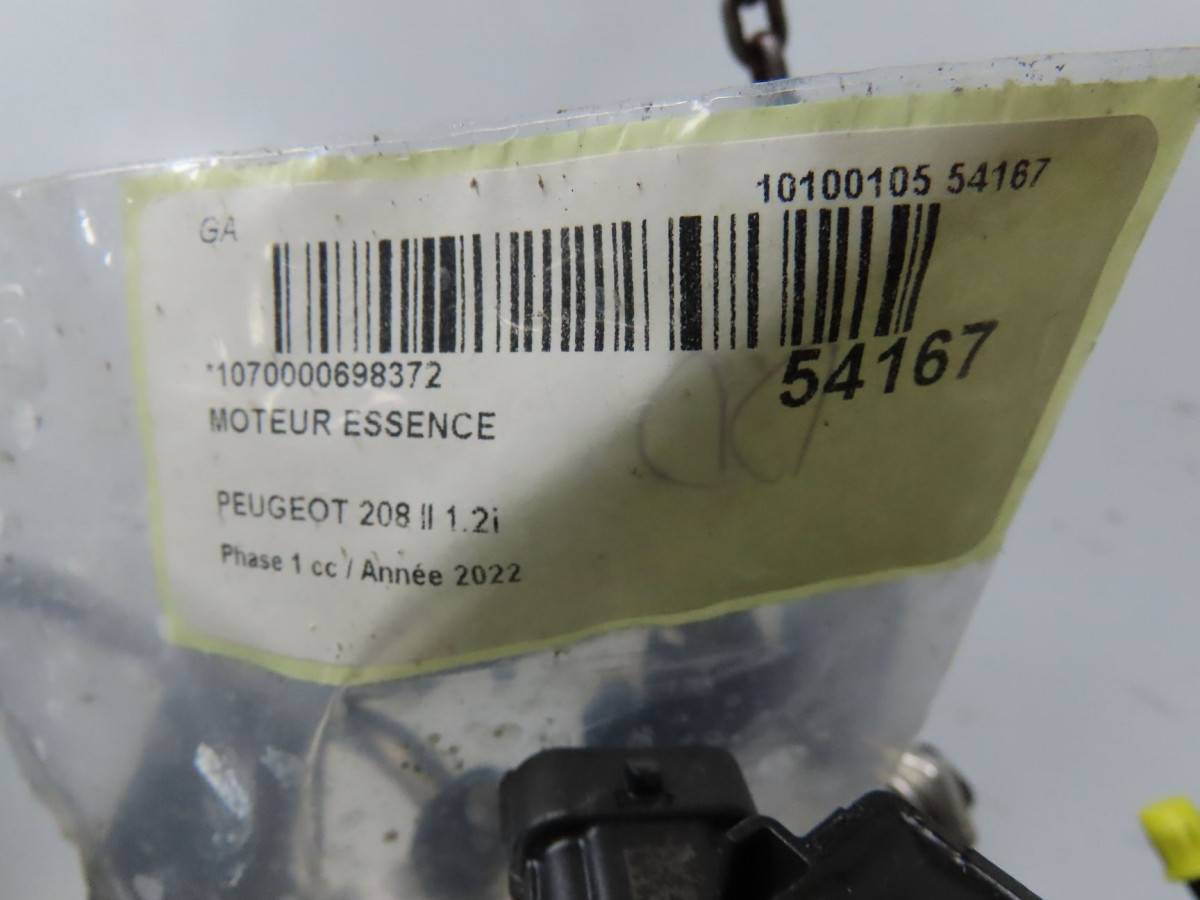 GA
10100105 54167
*1070000698372
54167
MOTEUR ESSENCE
PEUGEOT 208 II 1.2i
Phase 1 cc / Année 2022